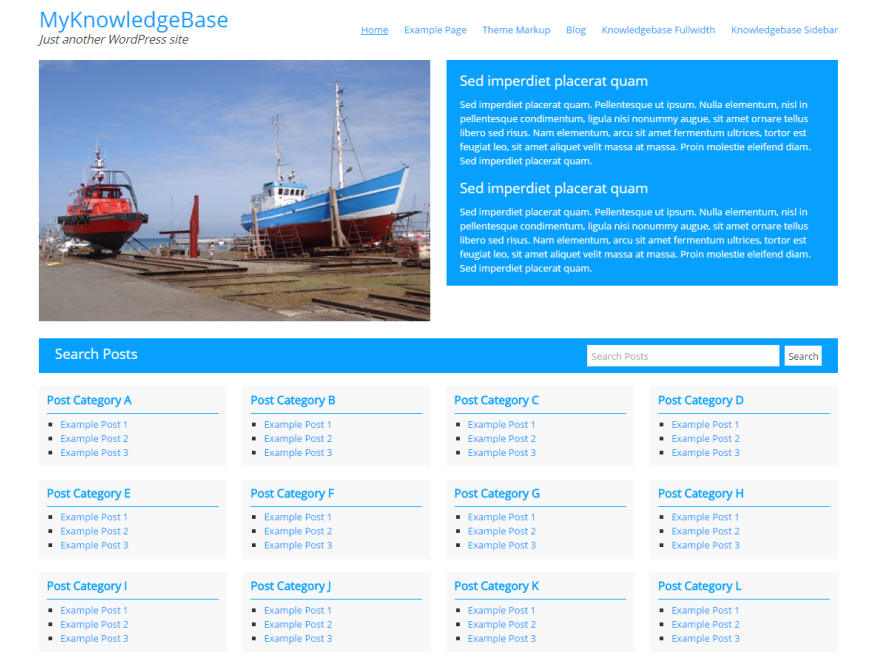 MyKnowledgeBase
Just another WordPress site
Home Example Page Theme Markup Blog Knowledgebase Fullwidth Knowledgebase Sidebar
Sed imperdiet placerat quam
Sed imperdiet placerat quam. Pellentesque ut ipsum. Nulla elementum, nisl in
pellentesque condimentum, ligula nisi nonummy augue, sit amet ornare tellus
libero sed risus. Nam elementum, arcu sit amet fermentum ultrices, tortor est
feugiat leo, sit amet aliquet velit massa at massa. Proin molestie eleifend diam.
Sed imperdiet placerat quam.
Sed imperdiet placerat quam
Sed imperdiet placerat quam. Pellentesque ut ipsum. Nulla elementum, nisl in
pellentesque condimentum, ligula nisi nonummy augue, sit amet ornare tellus
libero sed risus. Nam elementum, arcu sit amet fermentum ultrices, tortor est
feugiat leo, sit amet aliquet velit massa at massa. Proin molestie eleifend diam.
Sed imperdiet placerat quam.
Search Posts Search Posts Search
Post Category A
Example Post 1
Example Post 2
Example Post 3
Post Category B
Example Post 1
Example Post 2
Example Post 3
Post Category C
Example Post 1
Example Post 2
Example Post 3
Post Category D
Example Post 1
Example Post 2
Example Post 3
Post Category E
Example Post 1
Example Post 2
Example Post 3
Post Category F
Example Post 1
Example Post 2
Example Post 3
Post Category G
Example Post 1
Example Post 2
Example Post 3
Post Category H
Example Post 1
Example Post 2
Example Post 3
Post Category I
Example Post 1
Example Post 2
Example Post 3
Post Category J
Example Post 1
Example Post 2
Example Post 3
Post Category K
Example Post 1
Example Post 2
Example Post 3
Post Category L
Example Post 1
Example Post 2
Example Post 3